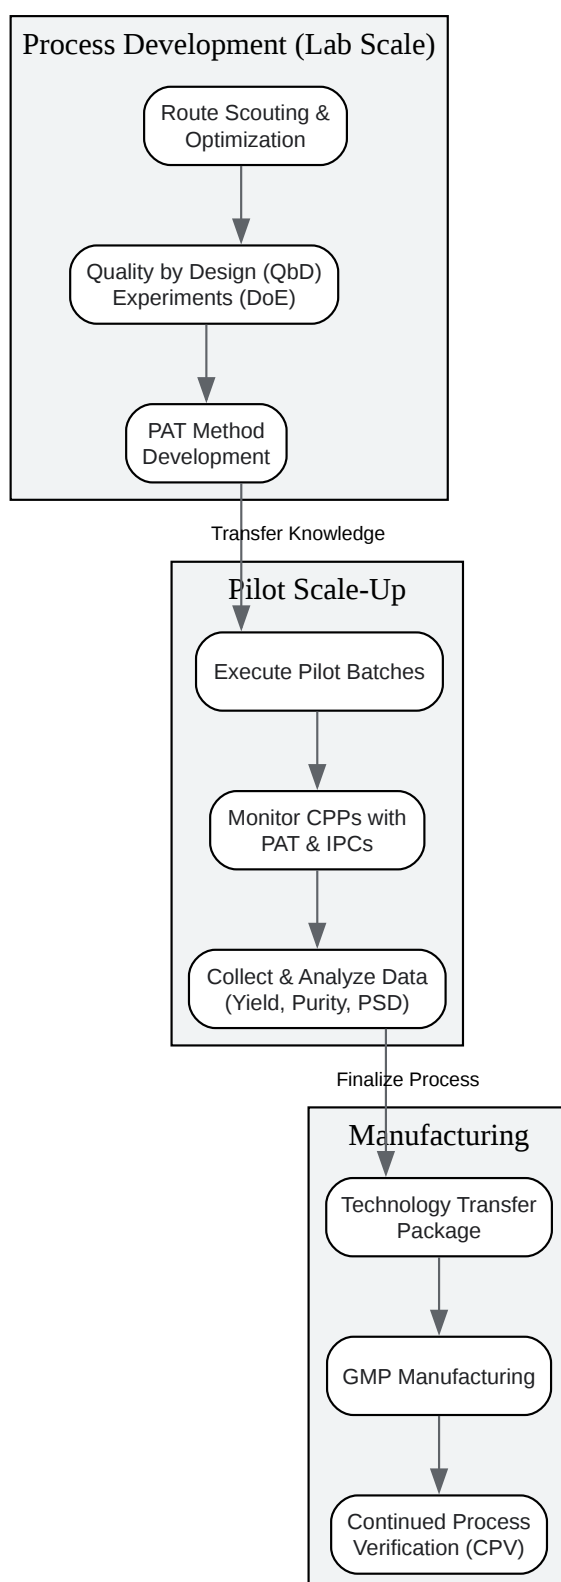 Process Development (Lab Scale)
Route Scouting &
Optimization
Quality by Design (QbD)
Experiments (DoE)
PAT Method
Development
Transfer Knowledge
Pilot Scale-Up
Execute Pilot Batches
Monitor CPPs with
PAT & IPCs
Collect & Analyze Data
(Yield, Purity, PSD)
Finalize Process
Manufacturing
Technology Transfer
Package
GMP Manufacturing
Continued Process
Verification (CPV)